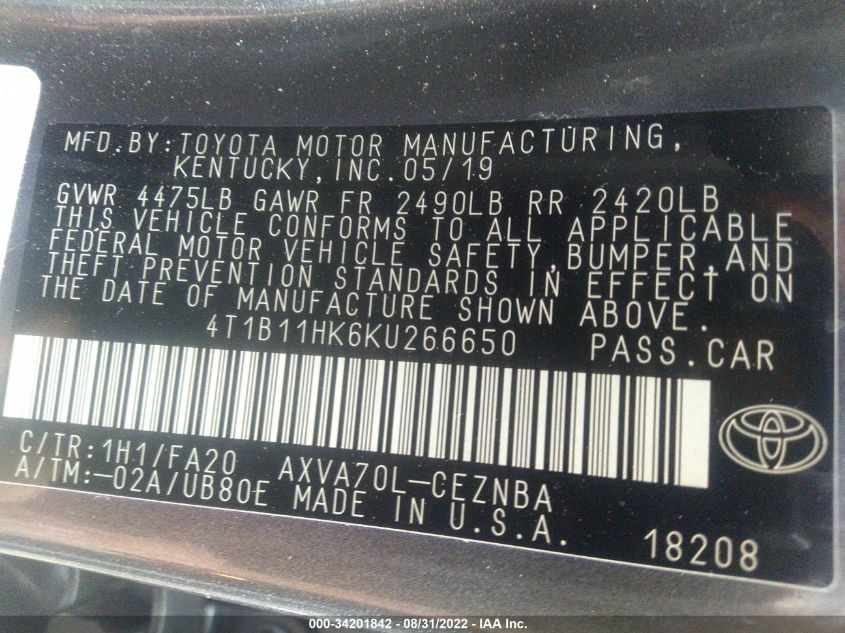 MFD.BY:TOYOTA MOTOR MANUFACTURING,
KENTUCKY,INC.05/19
GVWR 4475LB GAWR FR 2490LB RR 2420LB
THIS VEHICLE CONFORMS TO ALL APPLICABLE
FEDERAL MOTOR VEHICLE SAFETY,BUMPER,AND
THEFT PREVENTION STANDARDS IN EFFECT ON
THE DATE OF MANUFACTURE SHOWN ABOVE.
4T1B11HK6KU266650 PASS.CAR
C/TR:1H1/FA20 AXVA70L-CEZNBA
A/TM:-02A/UB80E MADE IN U.S.A.
18208
000-34201842 - 08/31/2022 - IAA Inc.